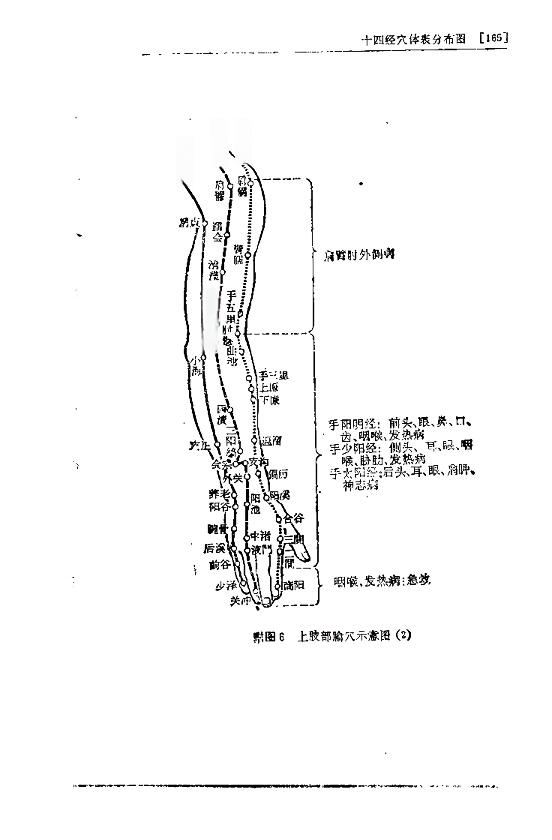 十四经穴体表分布图 [165]
肩髎
肩髃
臑会
臂臑
消泺
手五里
肘髎
曲池
小海
手三里
上廉
下廉
四渎
三阳络
温溜
支正
会宗
支沟
外关
偏历
养老
阳谷
阳池
阳溪
合谷
腕骨
中渚
三间
后溪
液门
二间
前谷
少泽
商阳
关冲
肩臂肘外侧病
手阳明经：前头、眼、鼻、口、
齿、咽喉、发热病
手少阳经：侧头、耳、眼、咽
喉、胁肋、发热病
手太阳经：后头、耳、眼、肩胛、
神志病
咽喉、发热病：急救
附图6 上肢部腧穴示意图（2）